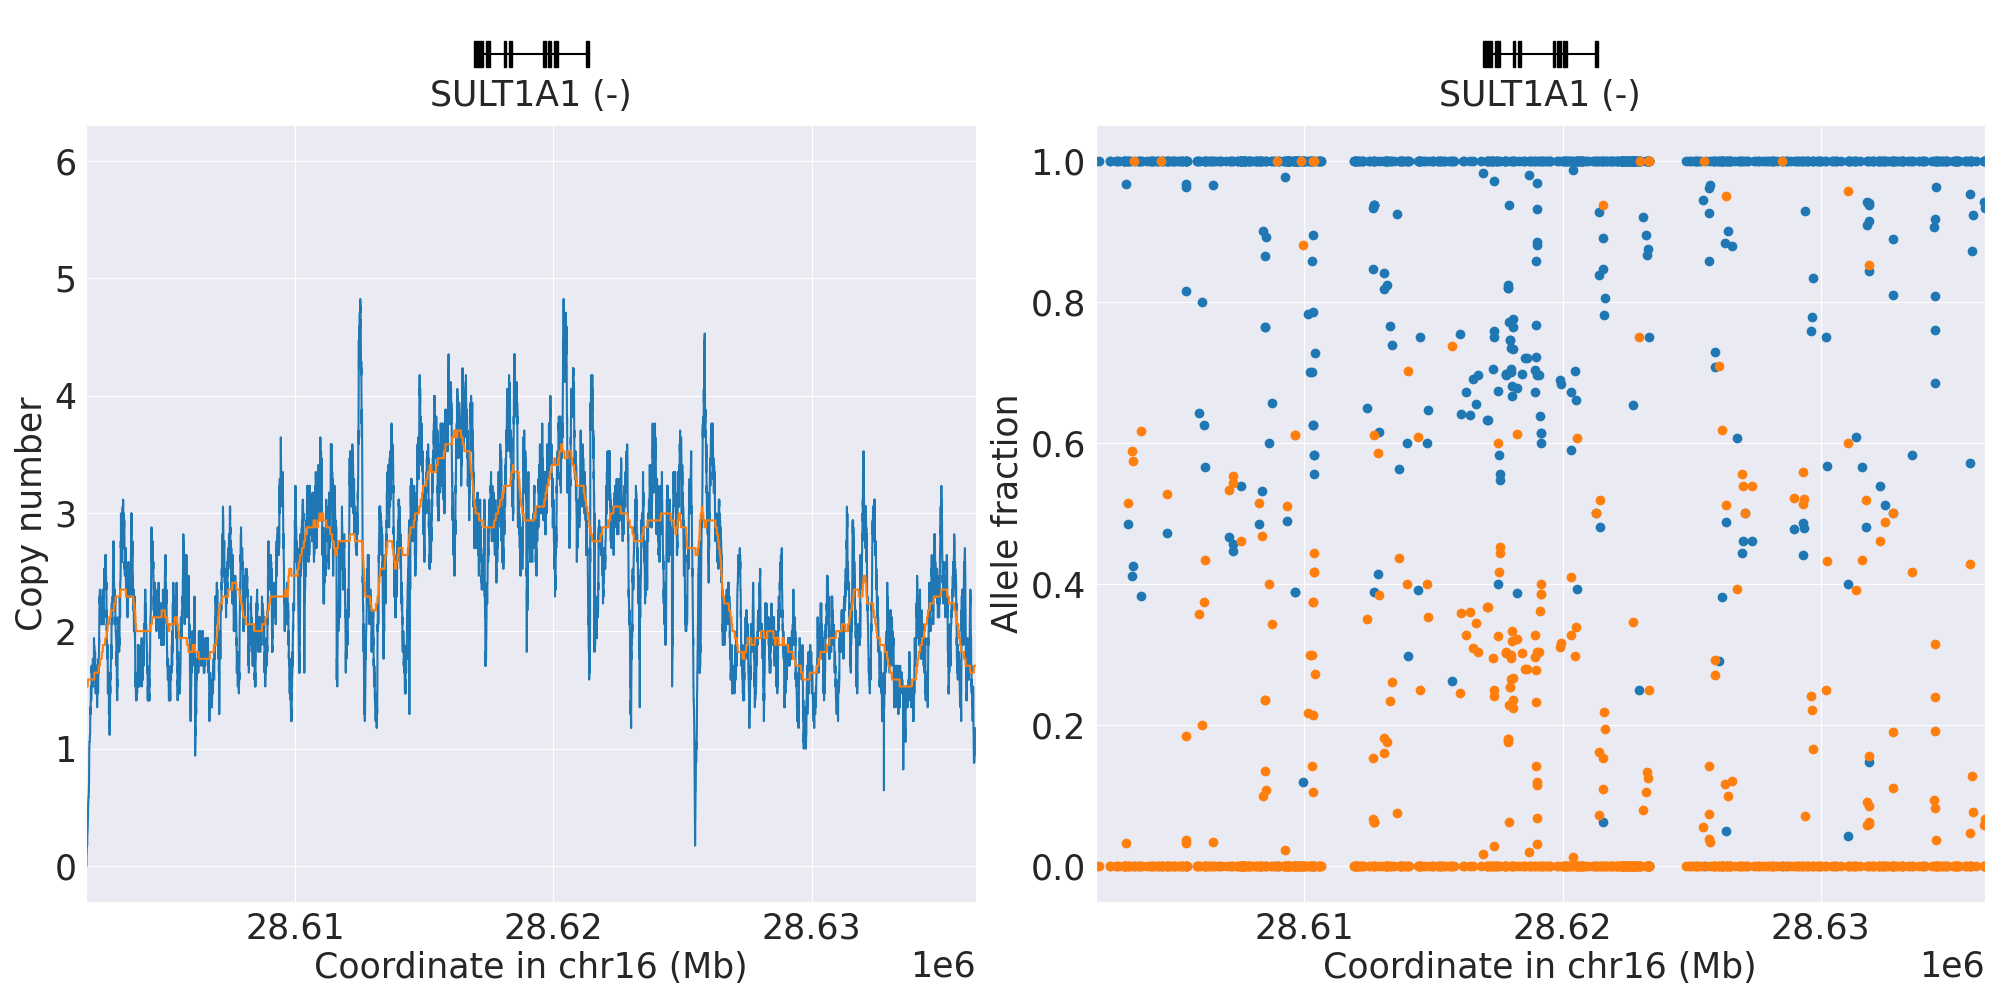 SULT1A1 (-)
6
5
4
3
2
1
0
Copy number
28.61
28.62
28.63
Coordinate in chr16 (Mb)
1e6
SULT1A1 (-)
1.0
0.8
0.6
0.4
0.2
0.0
Allele fraction
28.61
28.62
28.63
Coordinate in chr16 (Mb)
1e6